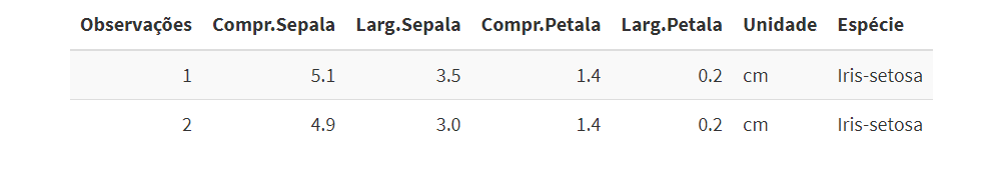 Observações Compr.Sepala Larg.Sepala Compr.Petala Larg.Petala Unidade Espécie
1 5.1 3.5 1.4 0.2 cm Iris-setosa
2 4.9 3.0 1.4 0.2 cm Iris-setosa